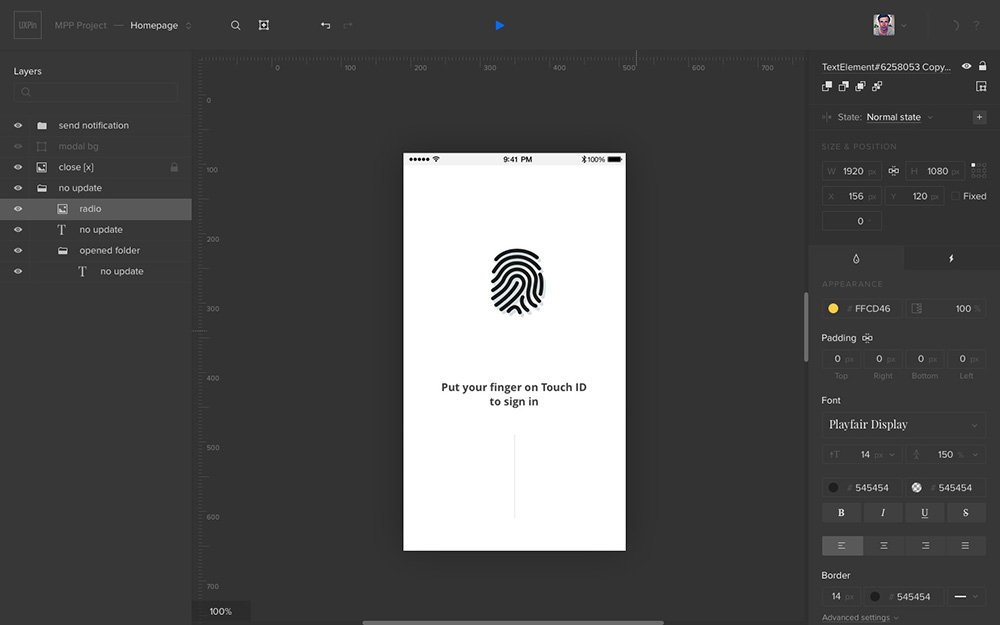 UXPin
MPP Project — Homepage
Layers
send notification
modal bg
close [x]
no update
radio
no update
opened folder
no update
100%
0
100
200
300
400
500
600
700
0
100
200
300
400
500
600
700
9:41 PM
100%
Put your finger on Touch ID
to sign in
?
TextElement#6258053 Copy...
State: Normal state
+
SIZE & POSITION
W 1920 px
H 1080 px
X 156 px
Y 120 px
Fixed
0 °
APPEARANCE
# FFCD46
100 %
Padding
0 px
0 px
0 px
0 px
Top
Right
Bottom
Left
Font
Playfair Display
14 px
150 %
# 545454
# 545454
B
I
U
S
Border
14 px
# 545454
Advanced settings